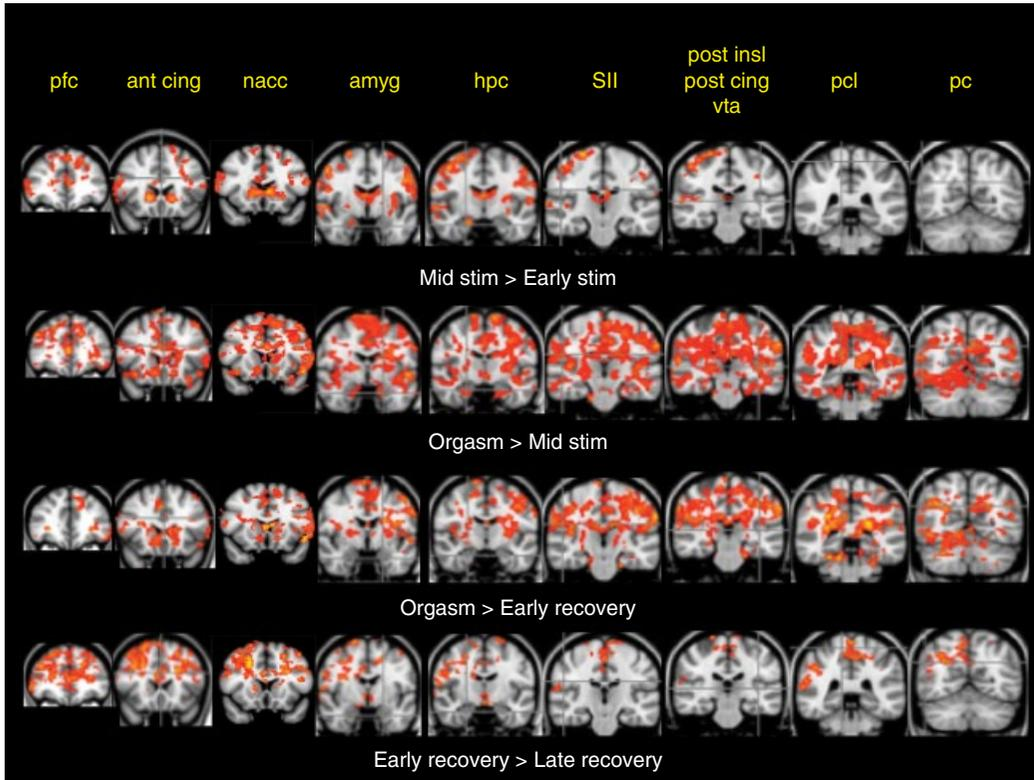 pfc
ant cing
nacc
amyg
hpc
SII
post insl
post cing
vta
pcl
pc
Mid stim > Early stim
Orgasm > Mid stim
Orgasm > Early recovery
Early recovery > Late recovery